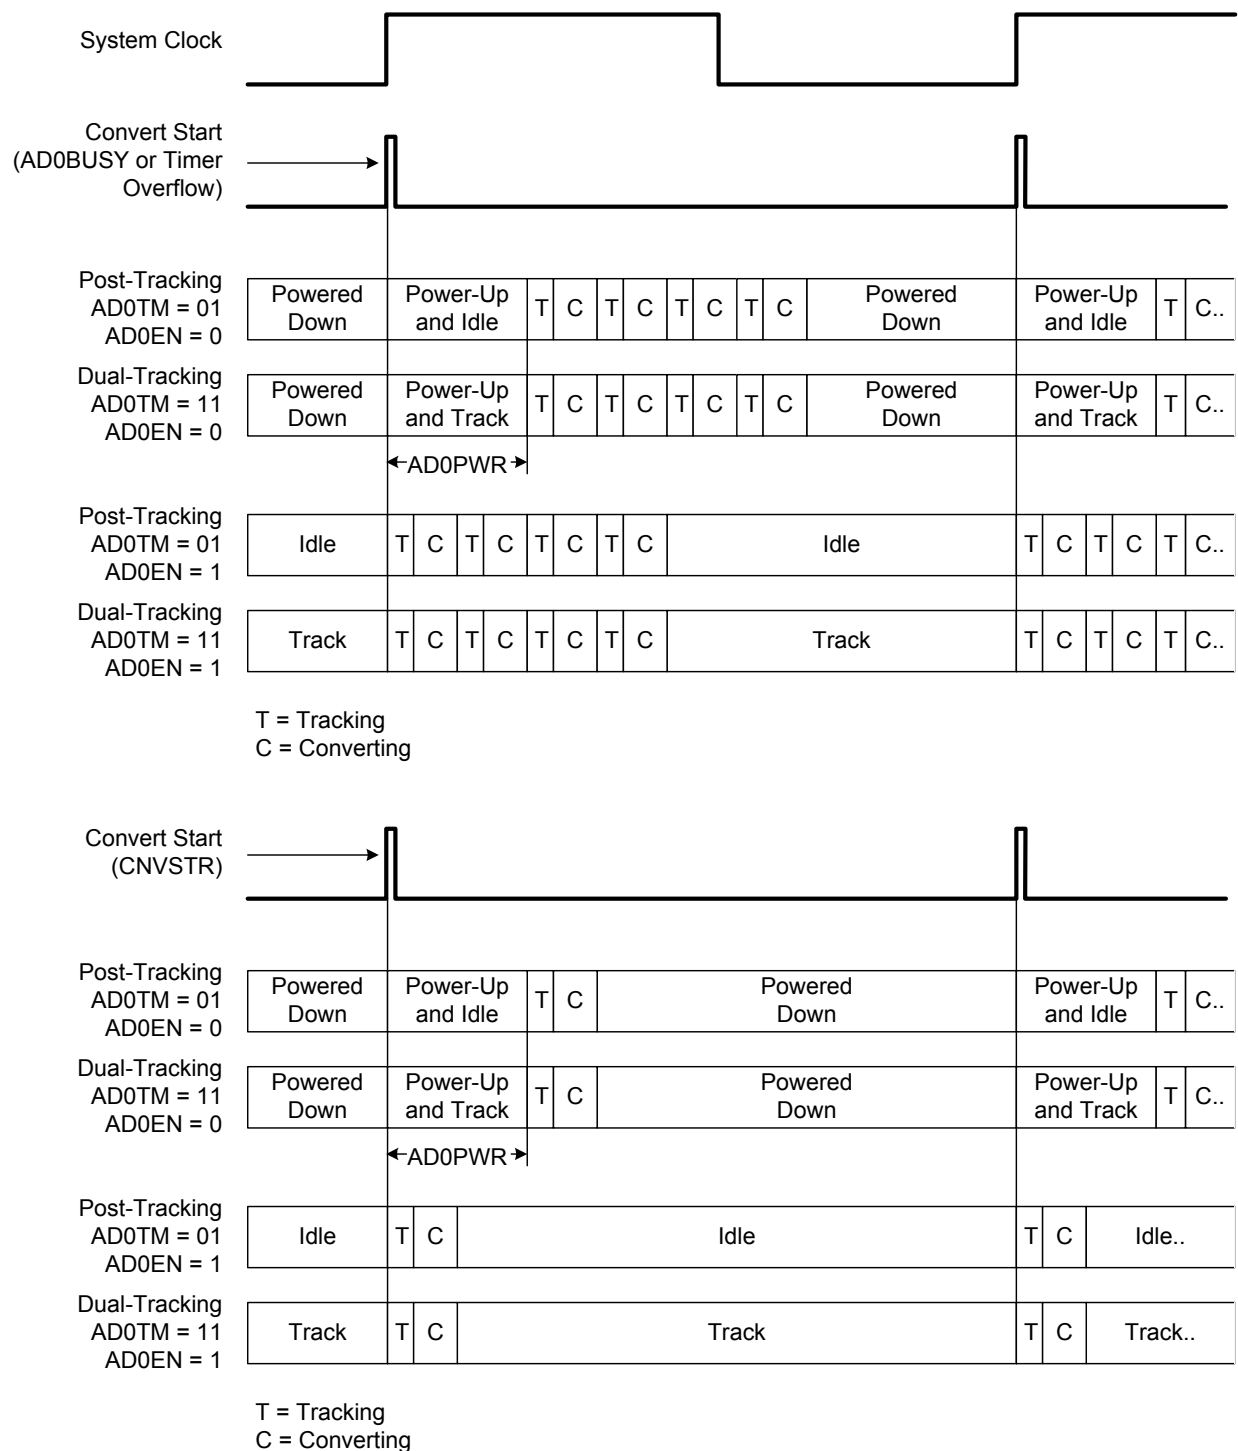 System Clock
Convert Start
(AD0BUSY or Timer
Overflow)
Post-Tracking
AD0TM = 01
AD0EN = 0
Powered
Down
Power-Up
and Idle
T C T C T C T C
Powered
Down
Power-Up
and Idle
T C..
Dual-Tracking
AD0TM = 11
AD0EN = 0
Powered
Down
Power-Up
and Track
T C T C T C T C
Powered
Down
Power-Up
and Track
T C..
AD0PWR
Post-Tracking
AD0TM = 01
AD0EN = 1
Idle T C T C T C T C Idle T C T C T C..
Dual-Tracking
AD0TM = 11
AD0EN = 1
Track T C T C T C T C Track T C T C T C..
T = Tracking
C = Converting
Convert Start
(CNVSTR)
Post-Tracking
AD0TM = 01
AD0EN = 0
Powered
Down
Power-Up
and Idle
T C
Powered
Down
Power-Up
and Idle
T C..
Dual-Tracking
AD0TM = 11
AD0EN = 0
Powered
Down
Power-Up
and Track
T C
Powered
Down
Power-Up
and Track
T C..
AD0PWR
Post-Tracking
AD0TM = 01
AD0EN = 1
Idle T C Idle T C Idle..
Dual-Tracking
AD0TM = 11
AD0EN = 1
Track T C Track T C Track..
T = Tracking
C = Converting